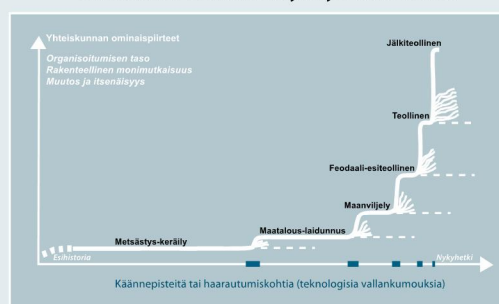 Yhteiskunnan ominaispiirteet
Organisoitumisen taso
Rakenteellinen monimutkaisuus
Muutos ja itsenäisyys
Jälkiteollinen
Teollinen
Feodaali-esiteollinen
Maanviljely
Maatalous-laidunnus
Metsästys-keräily
Esihistoria
Nykyhetki
Käännepisteitä tai haarautumiskohtia (teknologisia vallankumouksia)